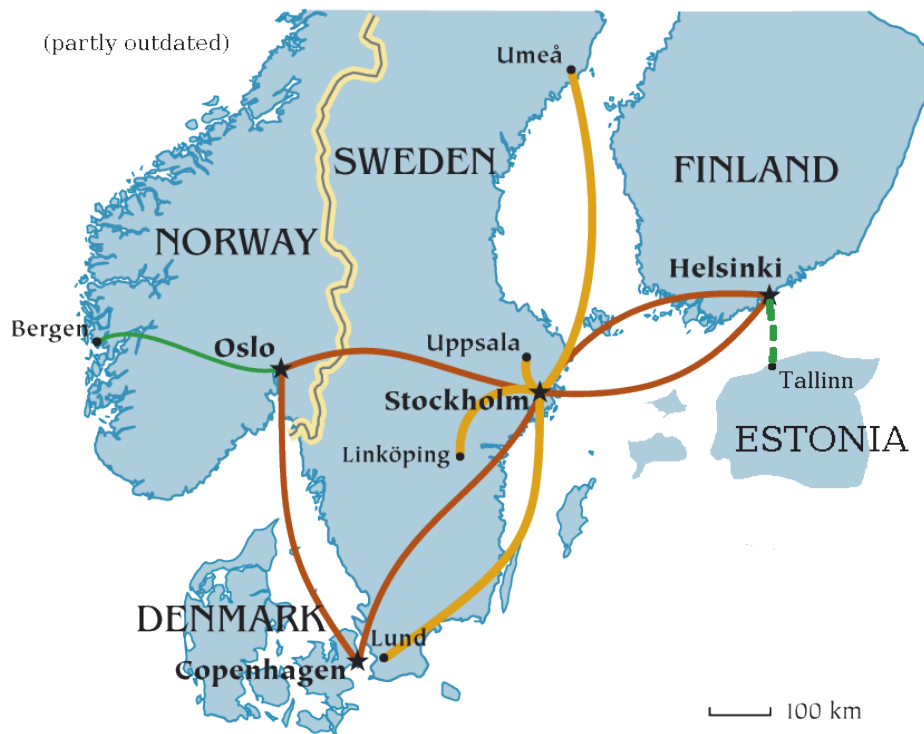 (partly outdated)
Umeå
SWEDEN
FINLAND
NORWAY
Helsinki
Bergen
Oslo
Uppsala
Tallinn
Stockholm
ESTONIA
Linköping
DENMARK
Lund
Copenhagen
100 km